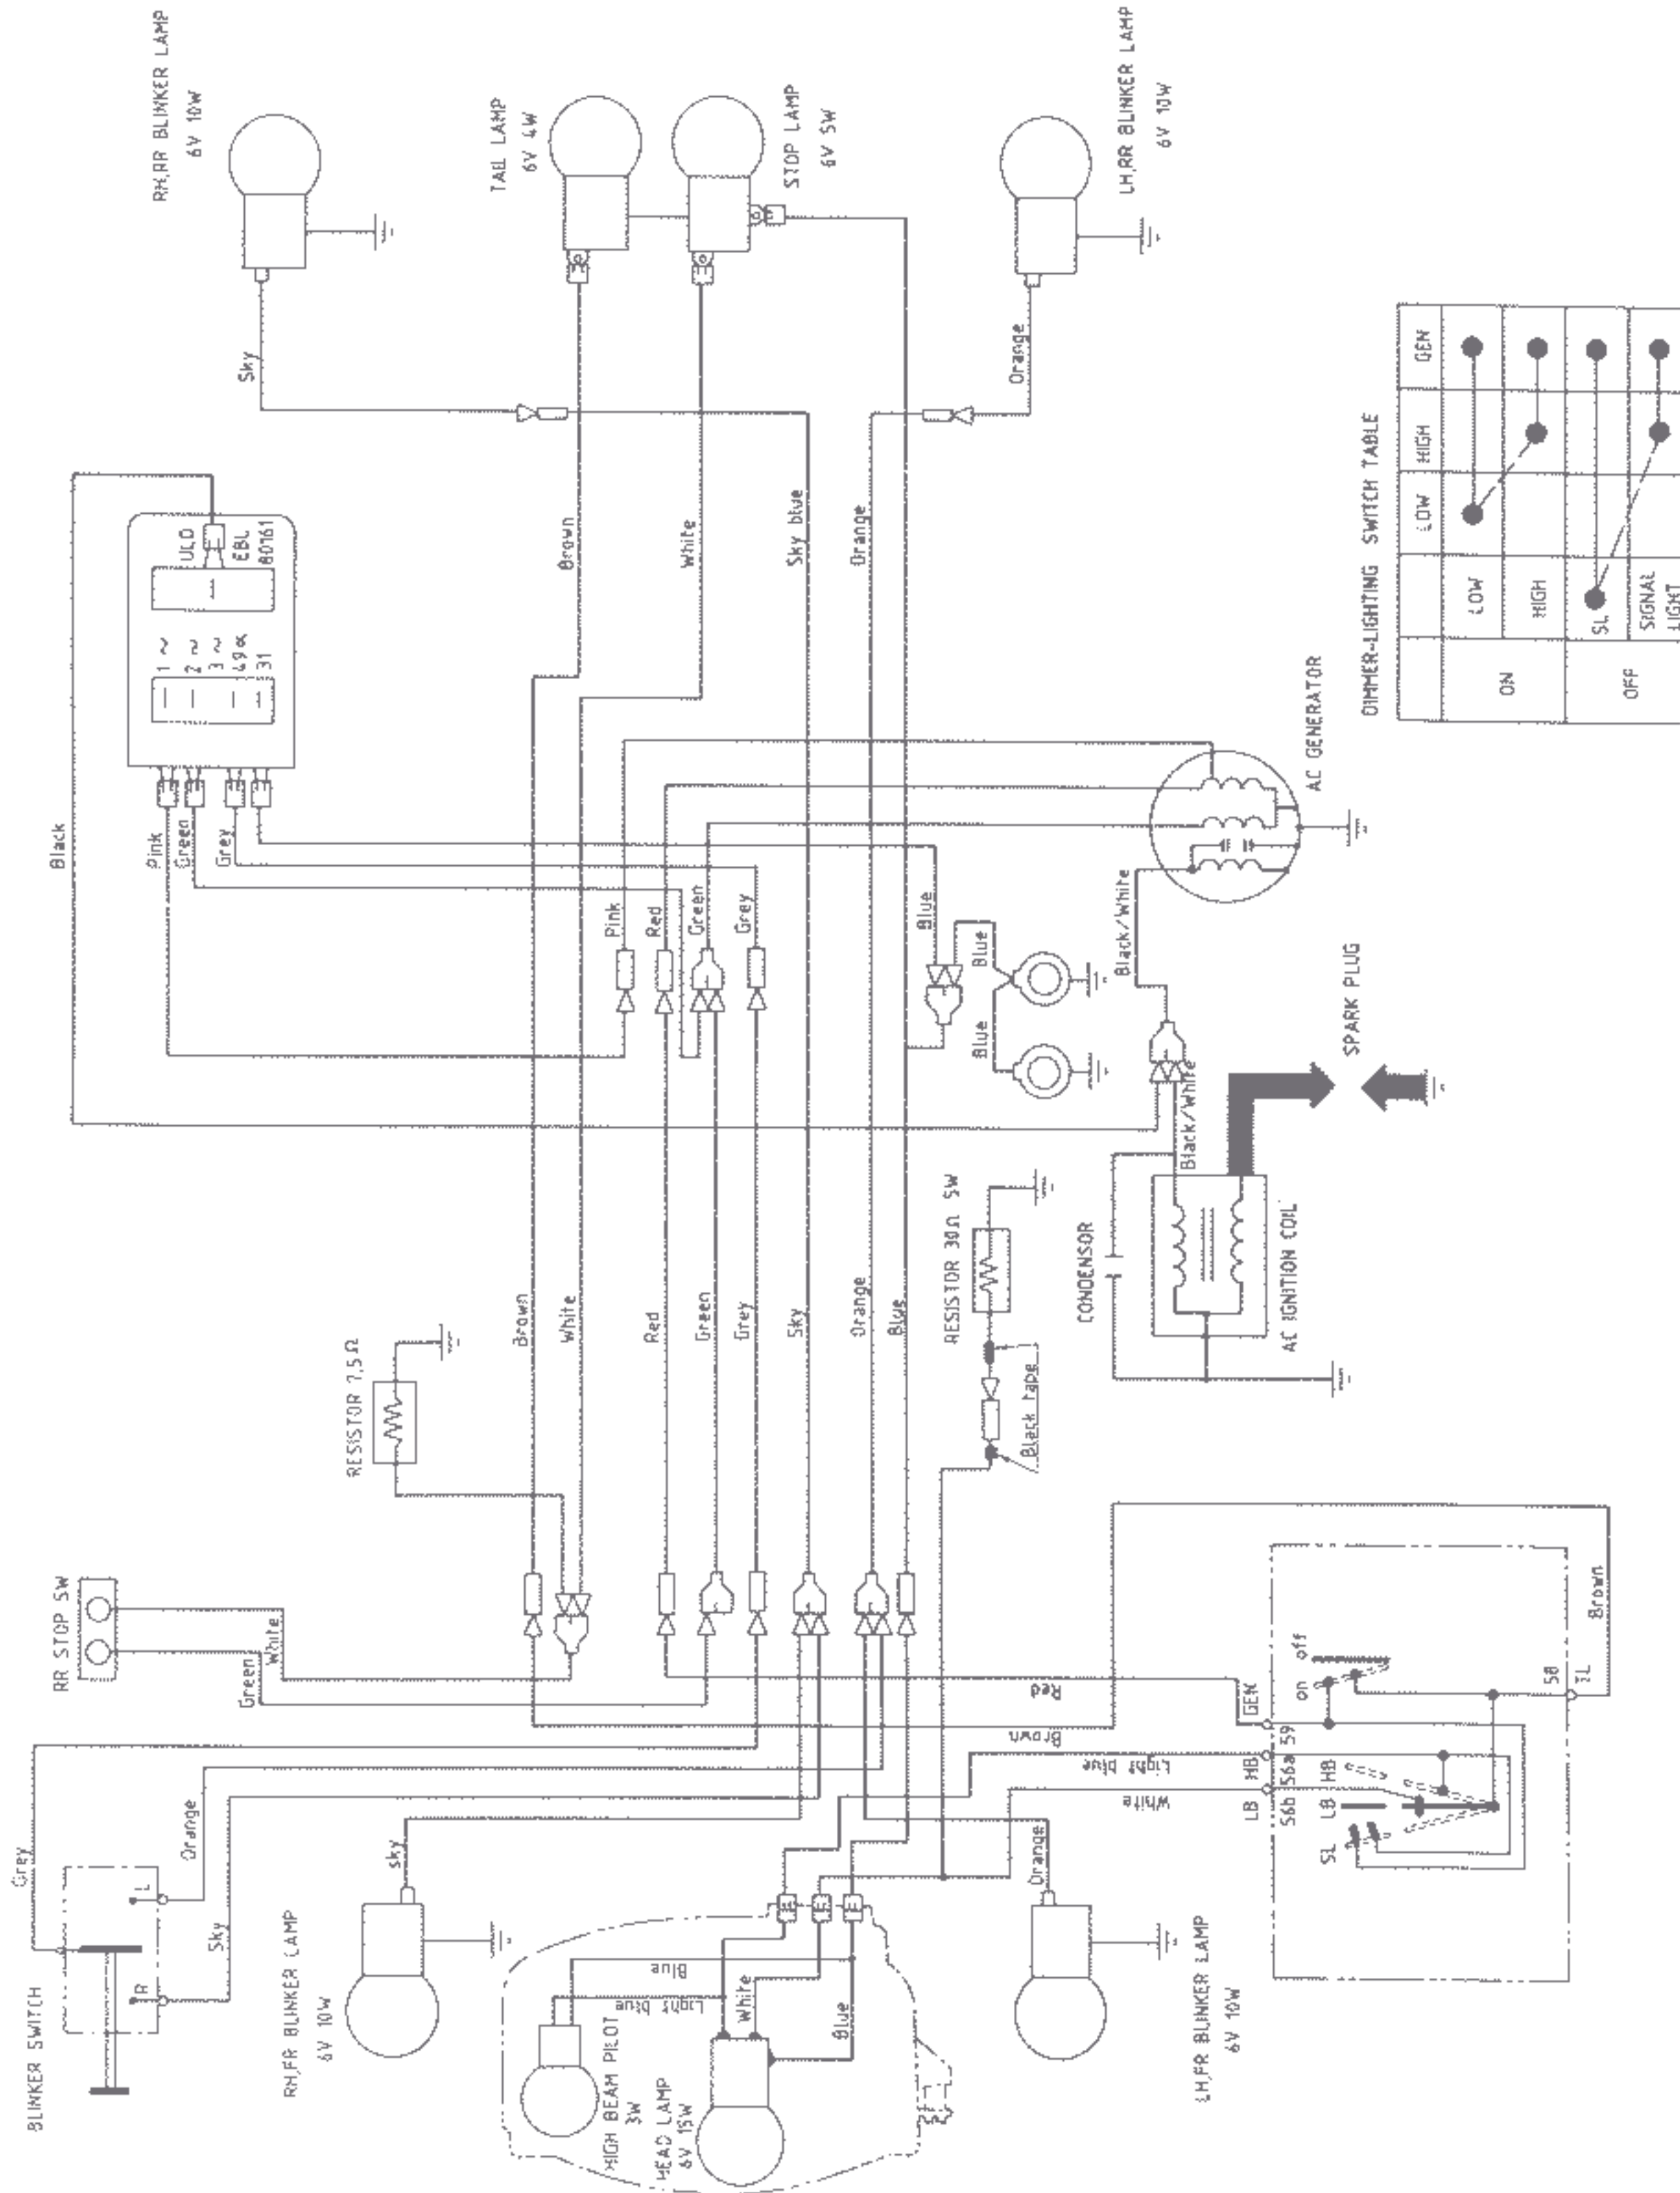 BLINKER SWITCH
R
L
Grey
Orange
Sky
RR STOP SW
Green
White
RH,FR BLINKER LAMP
6V 10W
sky
HIGH BEAM PILOT
3W
HEAD LAMP
6V 15W
Blue
Light blue
White
Blue
LH,FR BLINKER LAMP
6V 10W
Orange
RESISTOR 7,5 Ω
Brown
White
Red
Green
Grey
Sky
Orange
Blue
Red
Brown
Light blue
White
GEN
HB
LB
59
56a
56b
HB
LB
SL
on
off
58
TL
Brown
RESISTOR 30Ω 5W
Black tape
CONDENSOR
AC IGNITION COIL
Black/White
SPARK PLUG
Black/White
Blue
Blue
Blue
Pink
Red
Green
Grey
AC GENERATOR
Black
Pink
Green
Grey
1 ~
2 ~
3 ~
49a
31
ULO
EBL
80161
Brown
White
Sky blue
Orange
RH,RR BLINKER LAMP
6V 10W
Sky
TAIL LAMP
6V 4W
STOP LAMP
6V 5W
LH,RR BLINKER LAMP
6V 10W
Orange
DIMMER-LIGHTING SWITCH TABLE
LOW HIGH GEN
ON
LOW
HIGH
OFF
SL
SIGNAL
LIGHT